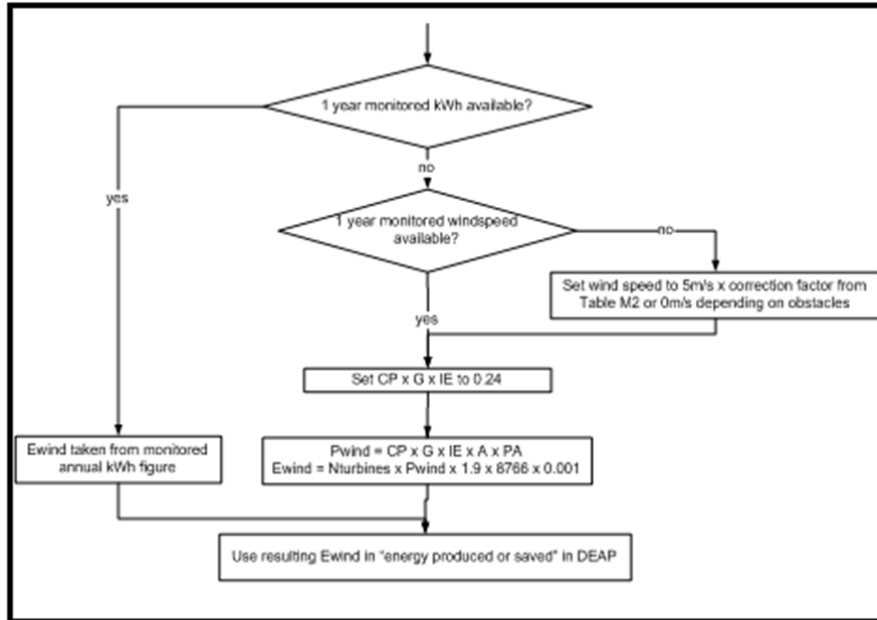 1 year monitored kWh available?
no
yes
1 year monitored windspeed
available?
no
Set wind speed to 5m/s x correction factor from
Table M2 or 0m/s depending on obstacles
yes
Set CP x G x IE to 0.24
Ewind taken from monitored
annual kWh figure
Pwind = CP x G x IE x A x PA
Ewind = Nturbines x Pwind x 1.9 x 8766 x 0.001
Use resulting Ewind in "energy produced or saved" in DEAP